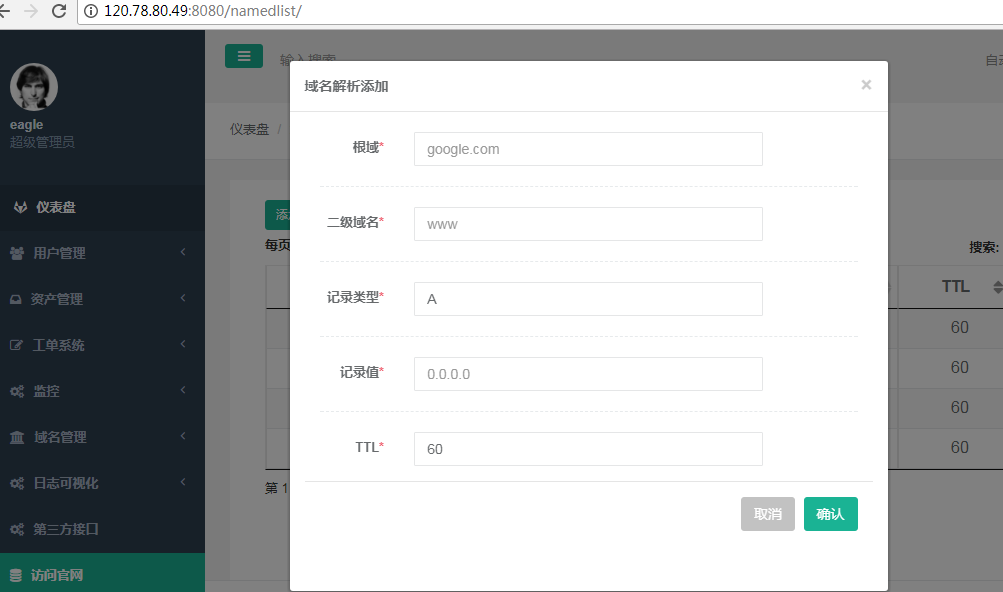 120.78.80.49:8080/namedlist/
eagle
超级管理员
仪表盘
用户管理
资产管理
工单系统
监控
域名管理
日志可视化
第三方接口
访问官网
输入搜索
仪表盘 /
每页
搜索:
TTL
60
60
60
60
第 1
域名解析添加 ×
根域* google.com
二级域名* www
记录类型* A
记录值* 0.0.0.0
TTL* 60
取消 确认